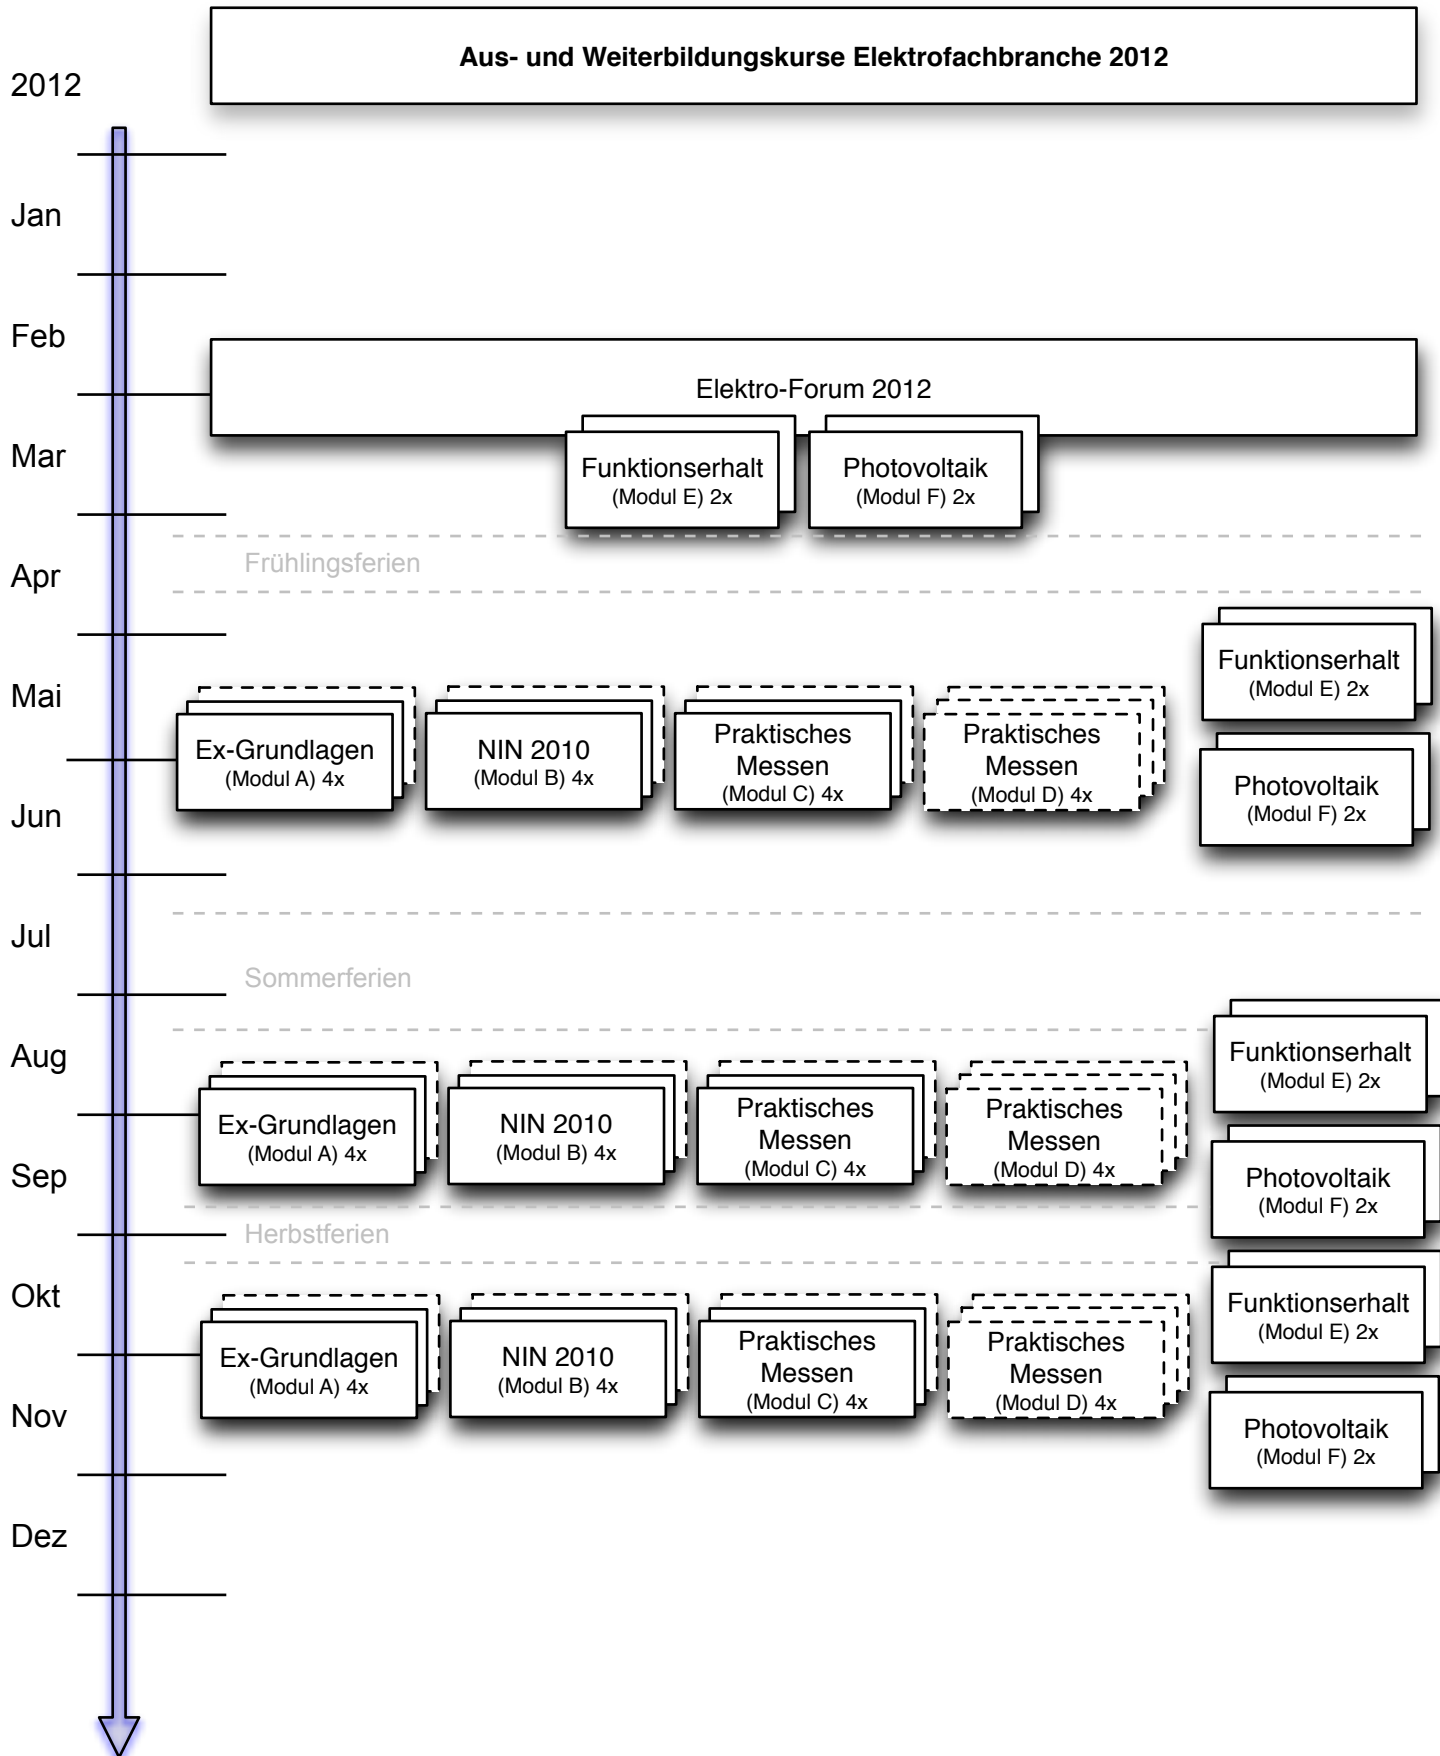 Aus- und Weiterbildungskurse Elektrofachbranche 2012
2012
Jan
Feb
Elektro-Forum 2012
Mar
Funktionserhalt
(Modul E) 2x
Photovoltaik
(Modul F) 2x
Frühlingsferien
Apr
Funktionserhalt
(Modul E) 2x
Mai
Ex-Grundlagen
(Modul A) 4x
NIN 2010
(Modul B) 4x
Praktisches
Messen
(Modul C) 4x
Praktisches
Messen
(Modul D) 4x
Photovoltaik
(Modul F) 2x
Jun
Jul
Sommerferien
Aug
Funktionserhalt
(Modul E) 2x
Ex-Grundlagen
(Modul A) 4x
NIN 2010
(Modul B) 4x
Praktisches
Messen
(Modul C) 4x
Praktisches
Messen
(Modul D) 4x
Photovoltaik
(Modul F) 2x
Sep
Herbstferien
Okt
Funktionserhalt
(Modul E) 2x
Ex-Grundlagen
(Modul A) 4x
NIN 2010
(Modul B) 4x
Praktisches
Messen
(Modul C) 4x
Praktisches
Messen
(Modul D) 4x
Nov
Photovoltaik
(Modul F) 2x
Dez